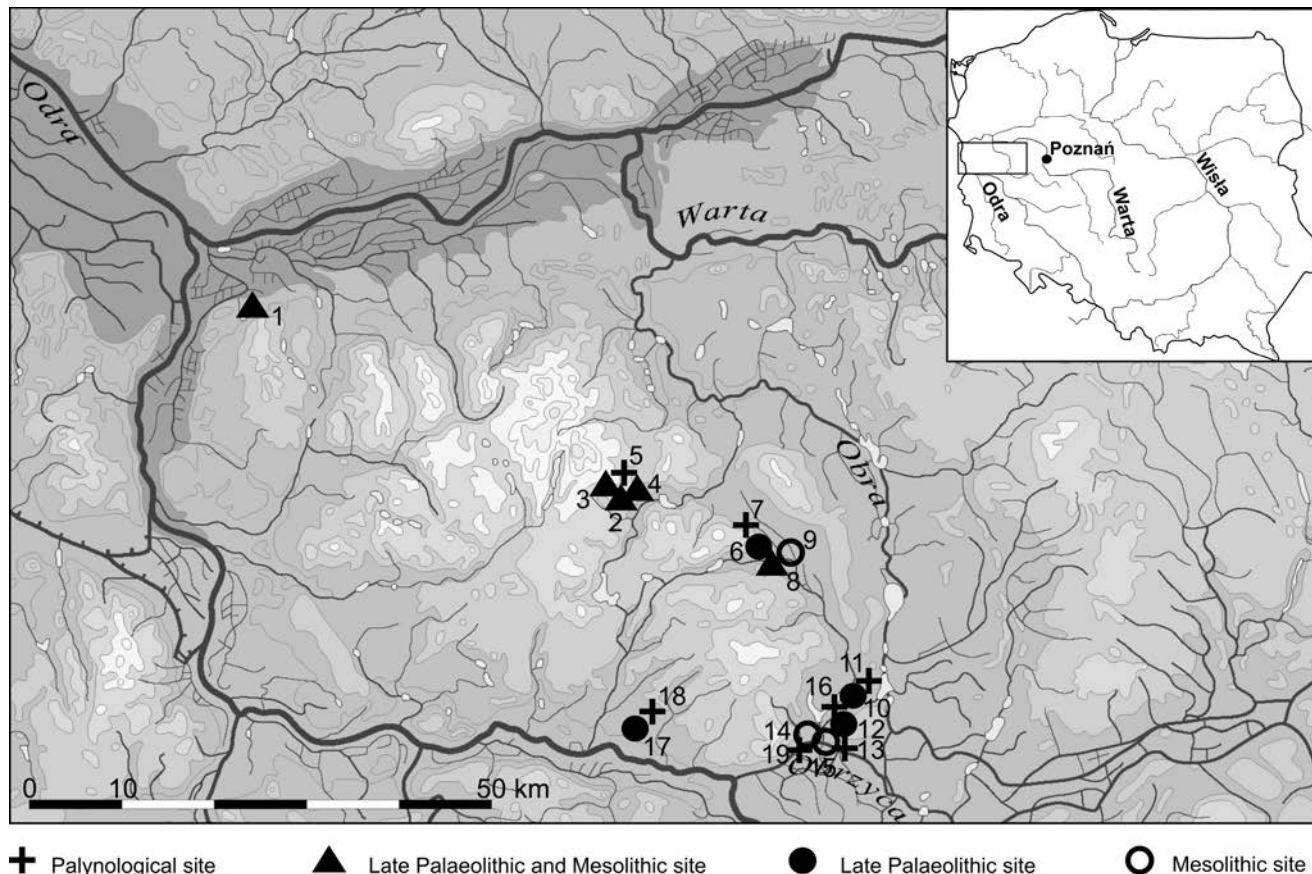 Odra
Warta
Obra
Obrzyca
Poznań
Wisła
Odra
Warta
1
5
3
4
2
7
6
9
8
11
16
10
18
14
12
17
19
15
13
0 10 50 km
Palynological site
Late Palaeolithic and Mesolithic site
Late Palaeolithic site
Mesolithic site